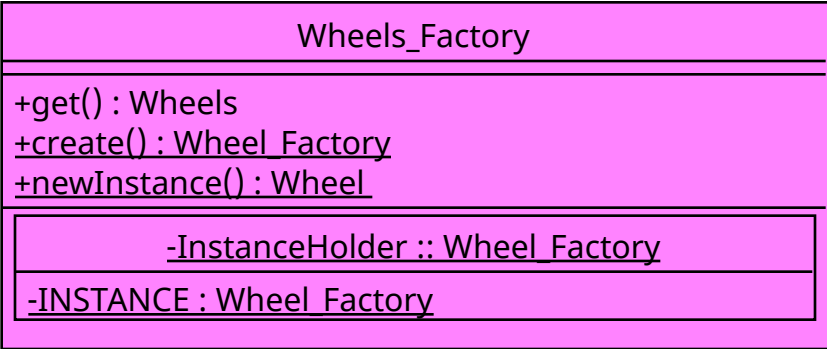 Wheels_Factory
+get() : Wheels
+create() : Wheel_Factory
+newInstance() : Wheel
-InstanceHolder :: Wheel_Factory
-INSTANCE : Wheel_Factory